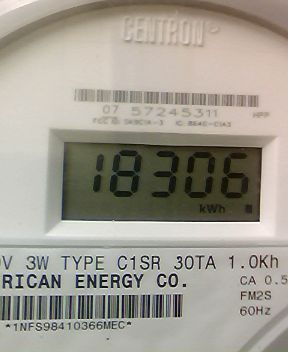 CENTRON
07 57245311 HPP
18306
kWh
V 3W TYPE C1SR 30TA 1.0Kh
RICAN ENERGY CO. CA 0.5
FM2S
60Hz
*1NFS98410366MEC*